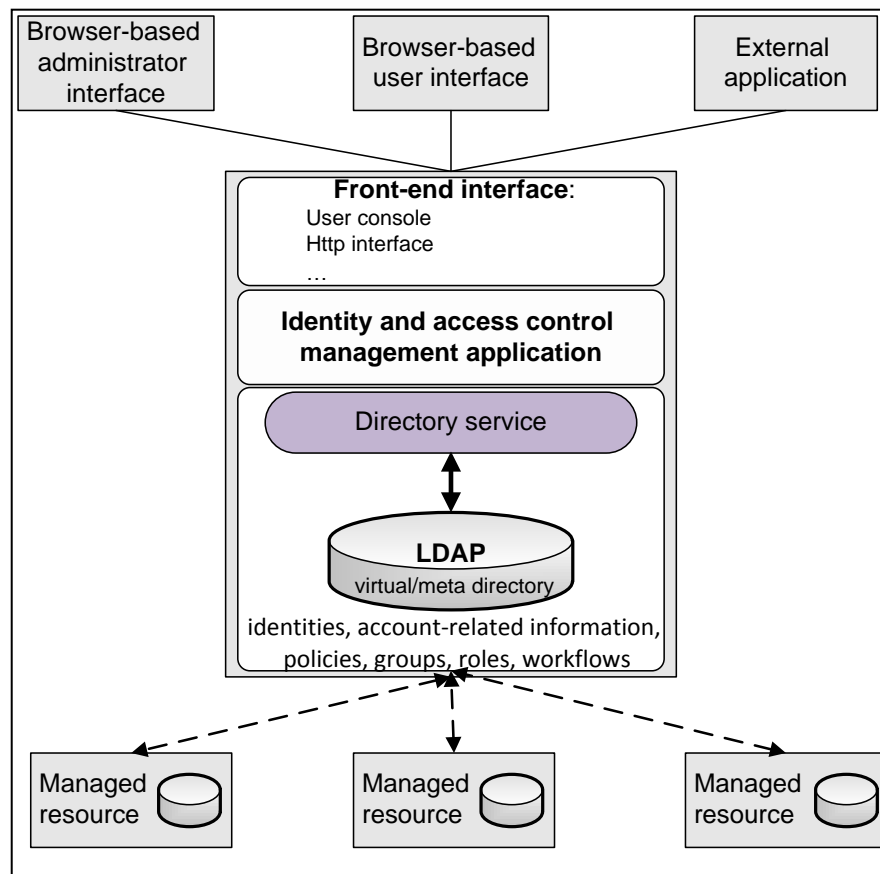 Browser-based
administrator
interface
Browser-based
user interface
External
application
Front-end interface:
User console
Http interface
…
Identity and access control
management application
Directory service
LDAP
virtual/meta directory
identities, account-related information,
policies, groups, roles, workflows
Managed
resource
Managed
resource
Managed
resource